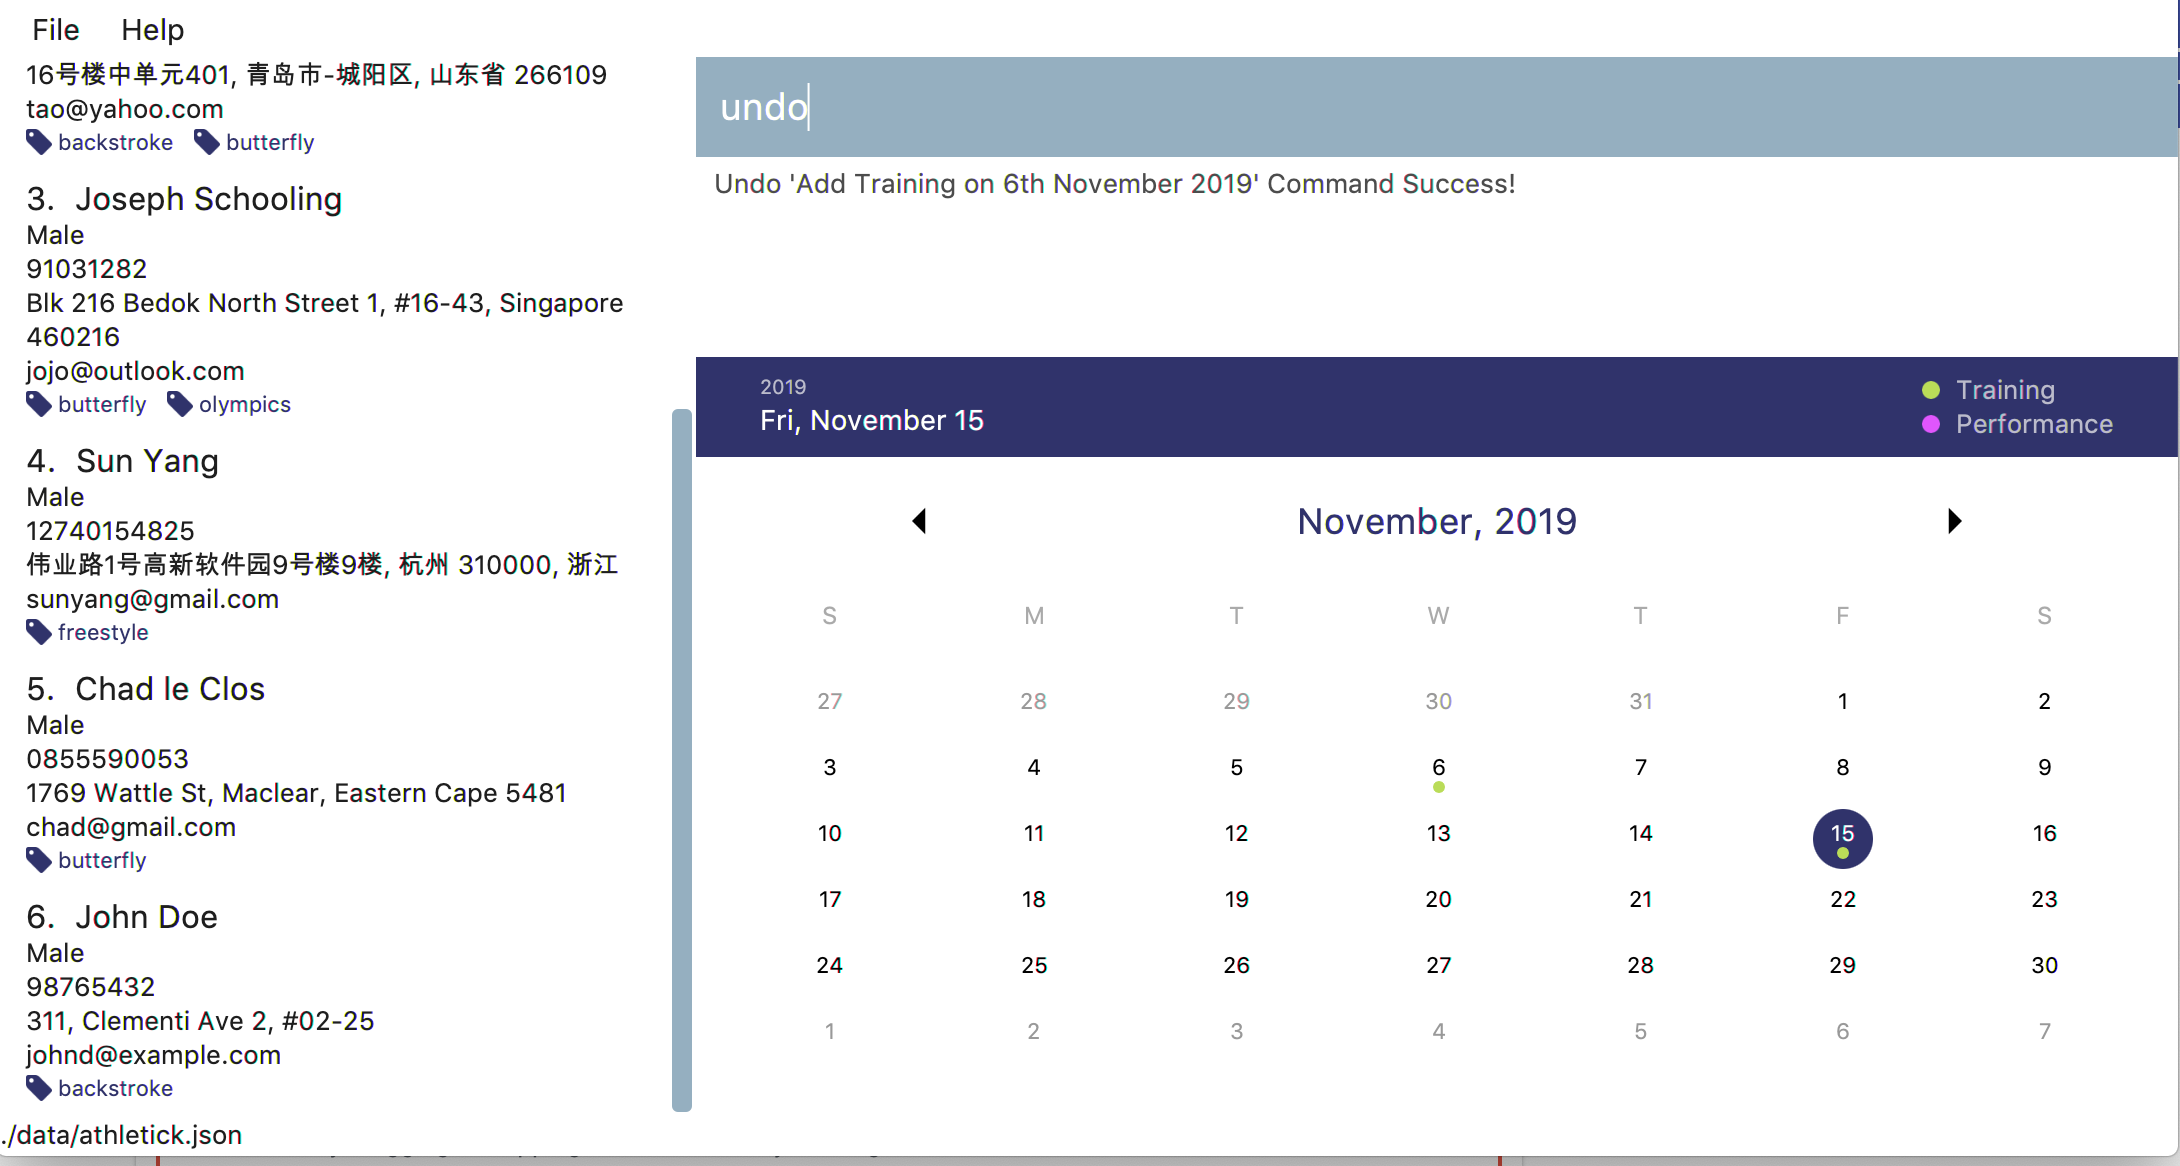 File Help
16号楼中单元401, 青岛市-城阳区, 山东省 266109
tao@yahoo.com
backstroke butterfly
3. Joseph Schooling
Male
91031282
Blk 216 Bedok North Street 1, #16-43, Singapore
460216
jojo@outlook.com
butterfly olympics
4. Sun Yang
Male
12740154825
伟业路1号高新软件园9号楼9楼, 杭州 310000, 浙江
sunyang@gmail.com
freestyle
5. Chad le Clos
Male
0855590053
1769 Wattle St, Maclear, Eastern Cape 5481
chad@gmail.com
butterfly
6. John Doe
Male
98765432
311, Clementi Ave 2, #02-25
johnd@example.com
backstroke
./data/athletick.json
undo
Undo 'Add Training on 6th November 2019' Command Success!
2019
Fri, November 15
Training
Performance
November, 2019
S M T W T F S
27 28 29 30 31 1 2
3 4 5 6 7 8 9
10 11 12 13 14 15 16
17 18 19 20 21 22 23
24 25 26 27 28 29 30
1 2 3 4 5 6 7